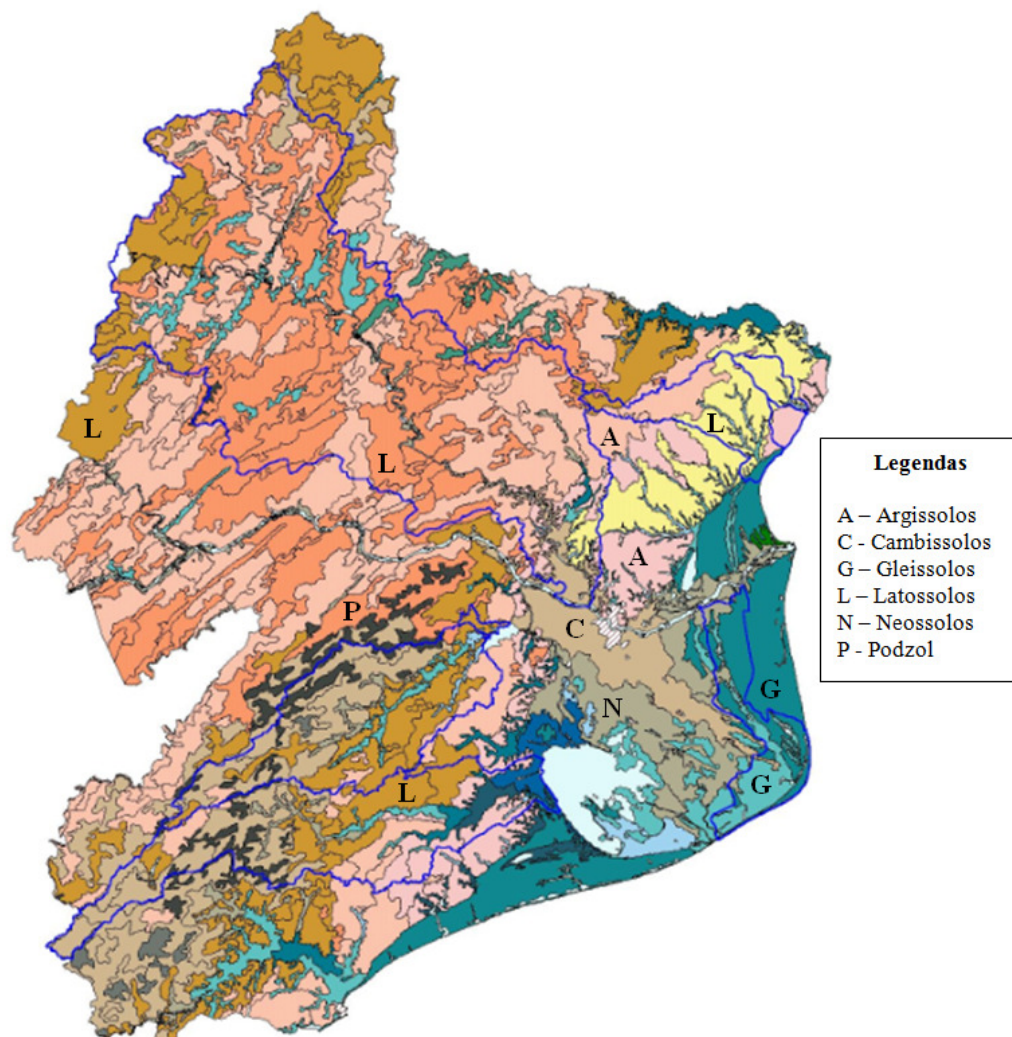 L
L
L
A
A
P
C
N
G
G
L
Legendas
A – Argissolos
C - Cambissolos
G – Gleissolos
L – Latossolos
N – Neossolos
P - Podzol